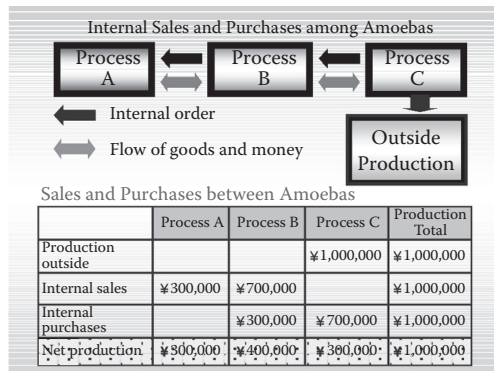 Internal Sales and Purchases among Amoebas
Process
A
Process
B
Process
C
Internal order
Flow of goods and money
Outside
Production
Sales and Purchases between Amoebas
Process A Process B Process C Production Total
Production outside ¥1,000,000 ¥1,000,000
Internal sales ¥300,000 ¥700,000 ¥1,000,000
Internal purchases ¥300,000 ¥700,000 ¥1,000,000
Net production ¥300,000 ¥400,000 ¥300,000 ¥1,000,000